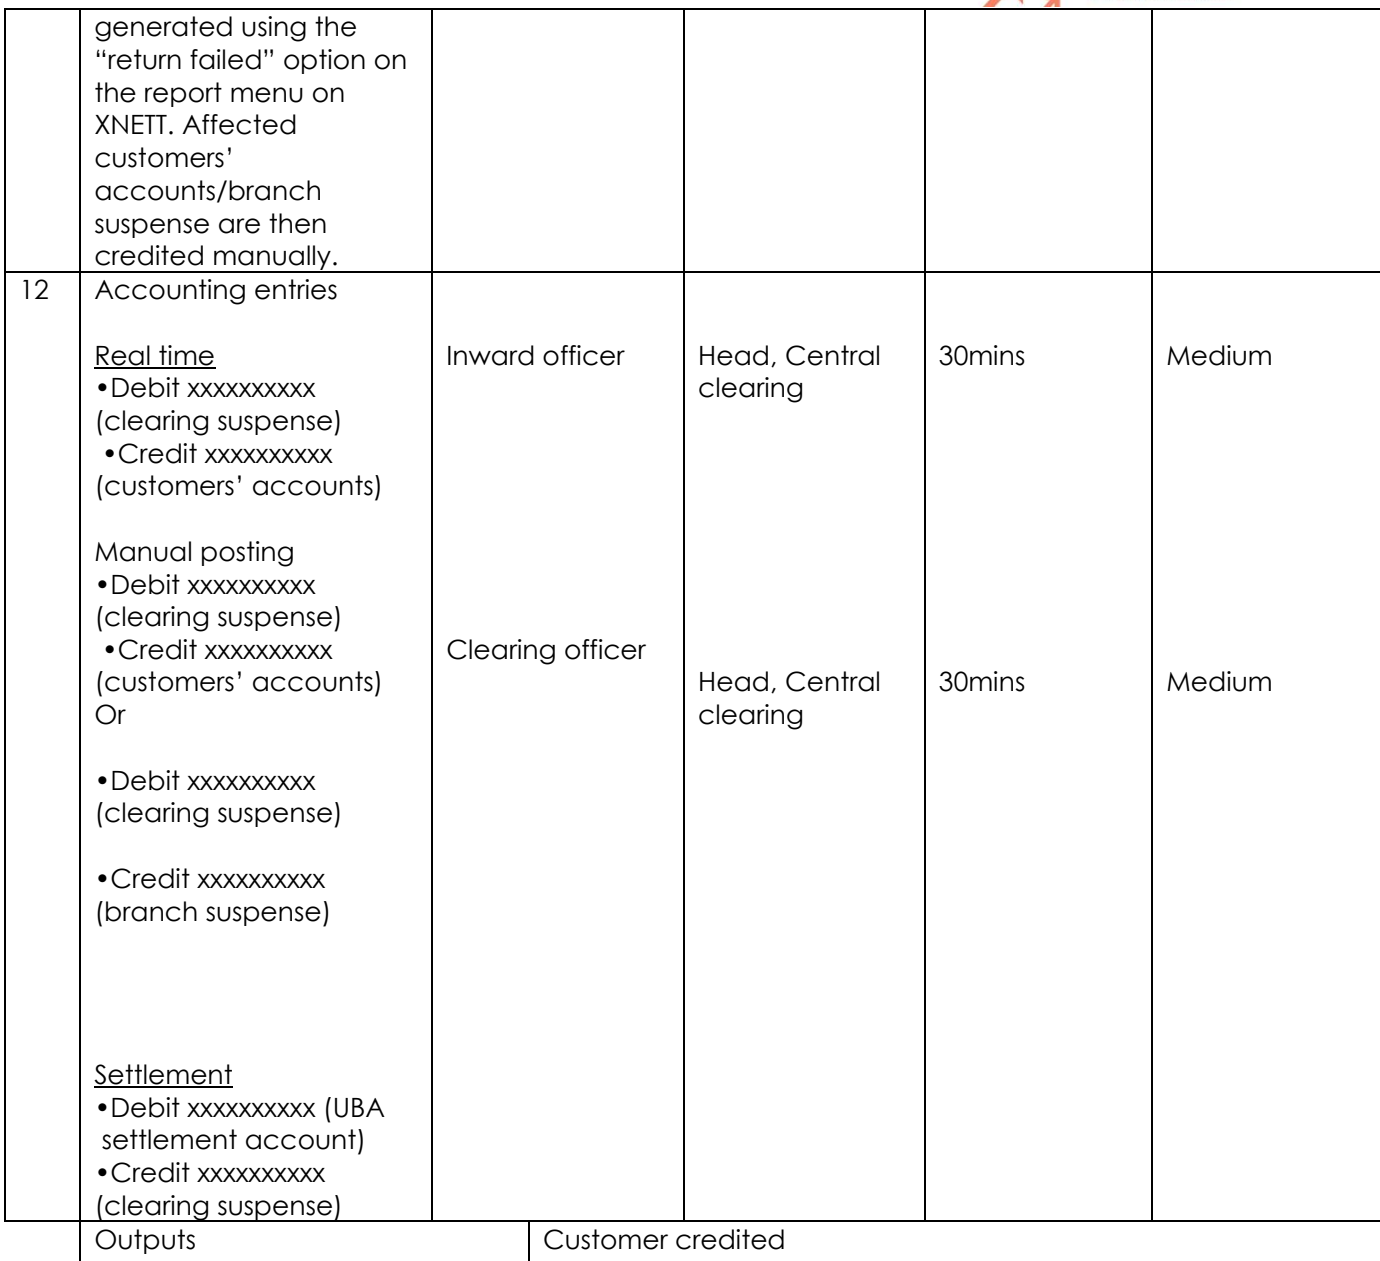 generated using the
“return failed” option on
the report menu on
XNETT. Affected
customers’
accounts/branch
suspense are then
credited manually.
12
Accounting entries
Real time
•Debit xxxxxxxxxx
(clearing suspense)
•Credit xxxxxxxxxx
(customers’ accounts)
Manual posting
•Debit xxxxxxxxxx
(clearing suspense)
•Credit xxxxxxxxxx
(customers’ accounts)
Or
•Debit xxxxxxxxxx
(clearing suspense)
•Credit xxxxxxxxxx
(branch suspense)
Settlement
•Debit xxxxxxxxxx (UBA
settlement account)
•Credit xxxxxxxxxx
(clearing suspense)
Inward officer
Clearing officer
Head, Central
clearing
Head, Central
clearing
30mins
30mins
Medium
Medium
Outputs
Customer credited